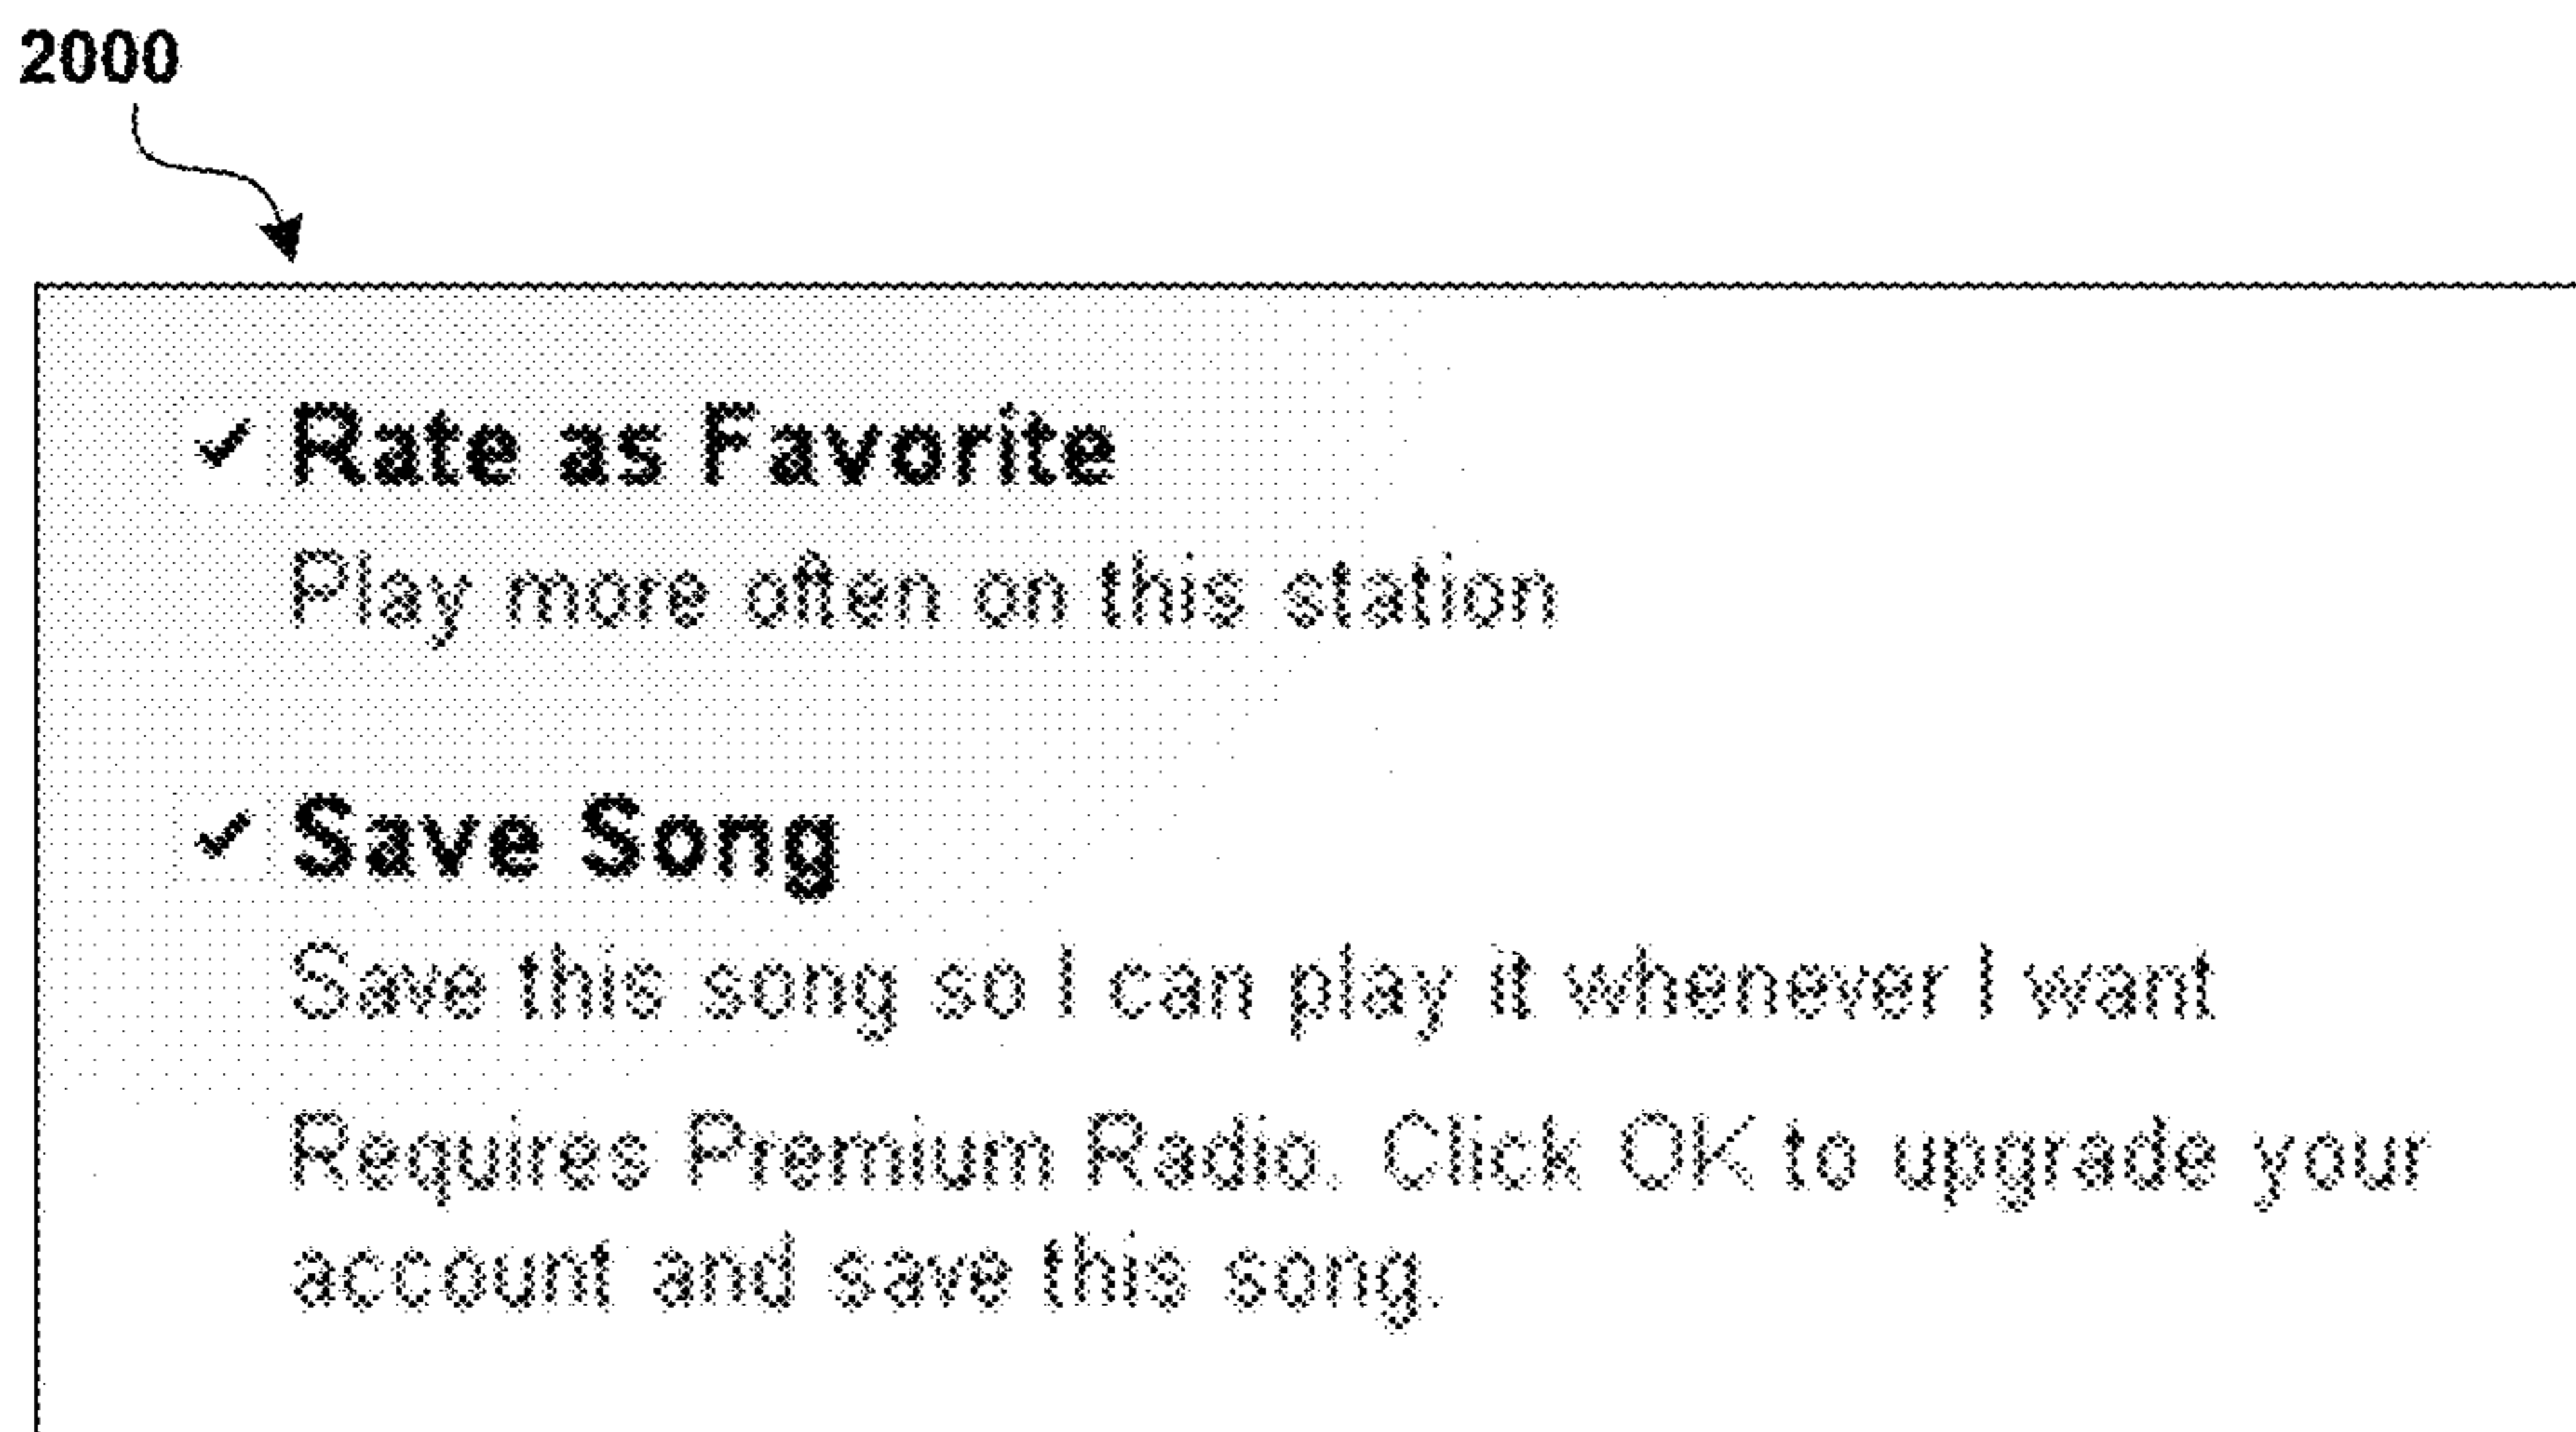 2000
Rate as Favorite
Play more often on this station
Save Song
Save this song so I can play it whenever I want
Requires Premium Radio. Click OK to upgrade your
account and save this song.